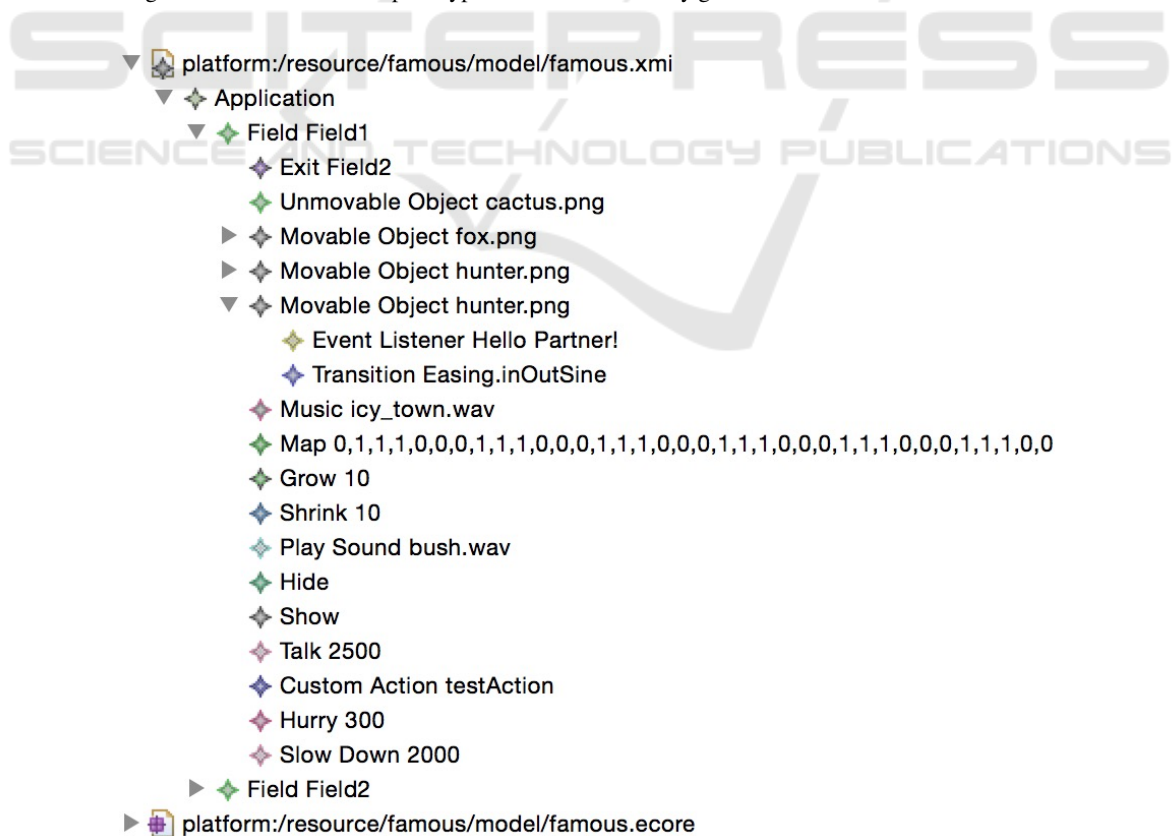 SCITEPRESS
SCIENCE AND TECHNOLOGY PUBLICATIONS
platform:/resource/famous/model/famous.xmi
Application
Field Field1
Exit Field2
Unmovable Object cactus.png
Movable Object fox.png
Movable Object hunter.png
Movable Object hunter.png
Event Listener Hello Partner!
Transition Easing.inOutSine
Music icy_town.wav
Map 0,1,1,1,0,0,0,1,1,1,0,0,0,1,1,1,0,0,0,1,1,1,0,0,0,1,1,1,0,0,0,1,1,1,0,0
Grow 10
Shrink 10
Play Sound bush.wav
Hide
Show
Talk 2500
Custom Action testAction
Hurry 300
Slow Down 2000
Field Field2
platform:/resource/famous/model/famous.ecore